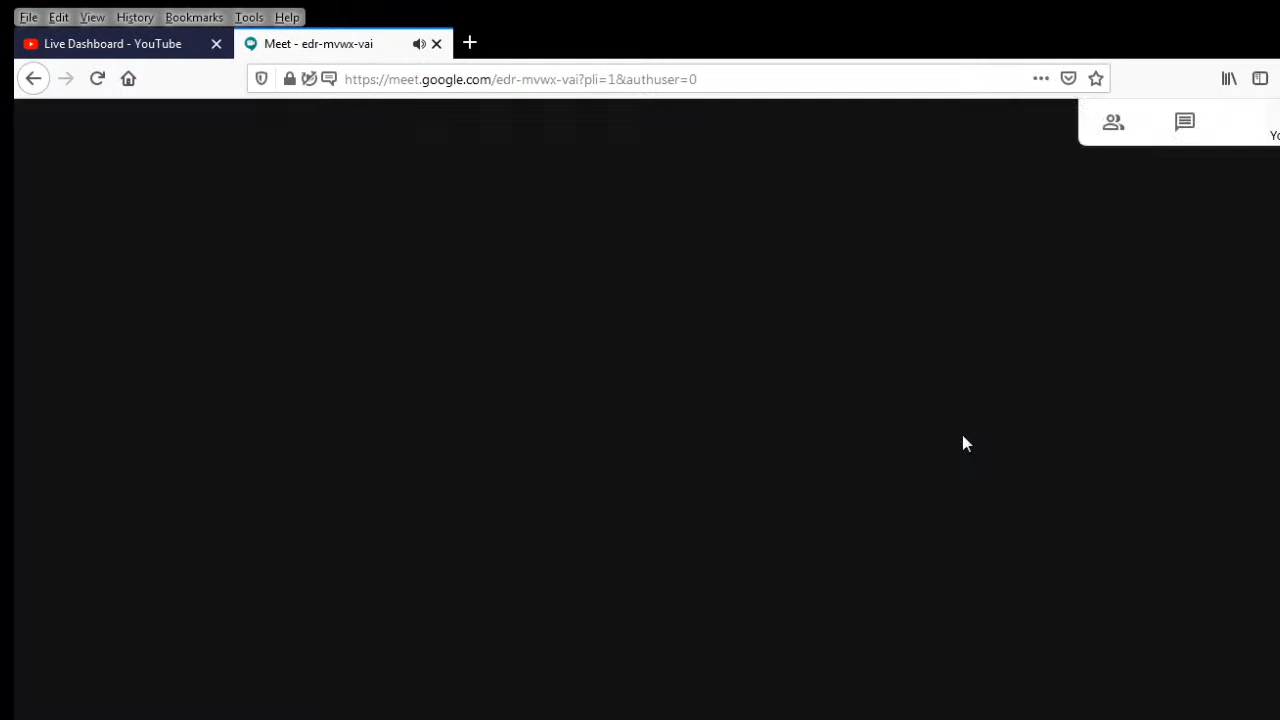 File Edit View History Bookmarks Tools Help
Live Dashboard - YouTube Meet - edr-mvwx-vai
https://meet.google.com/edr-mvwx-vai?pli=1&authuser=0
Yo